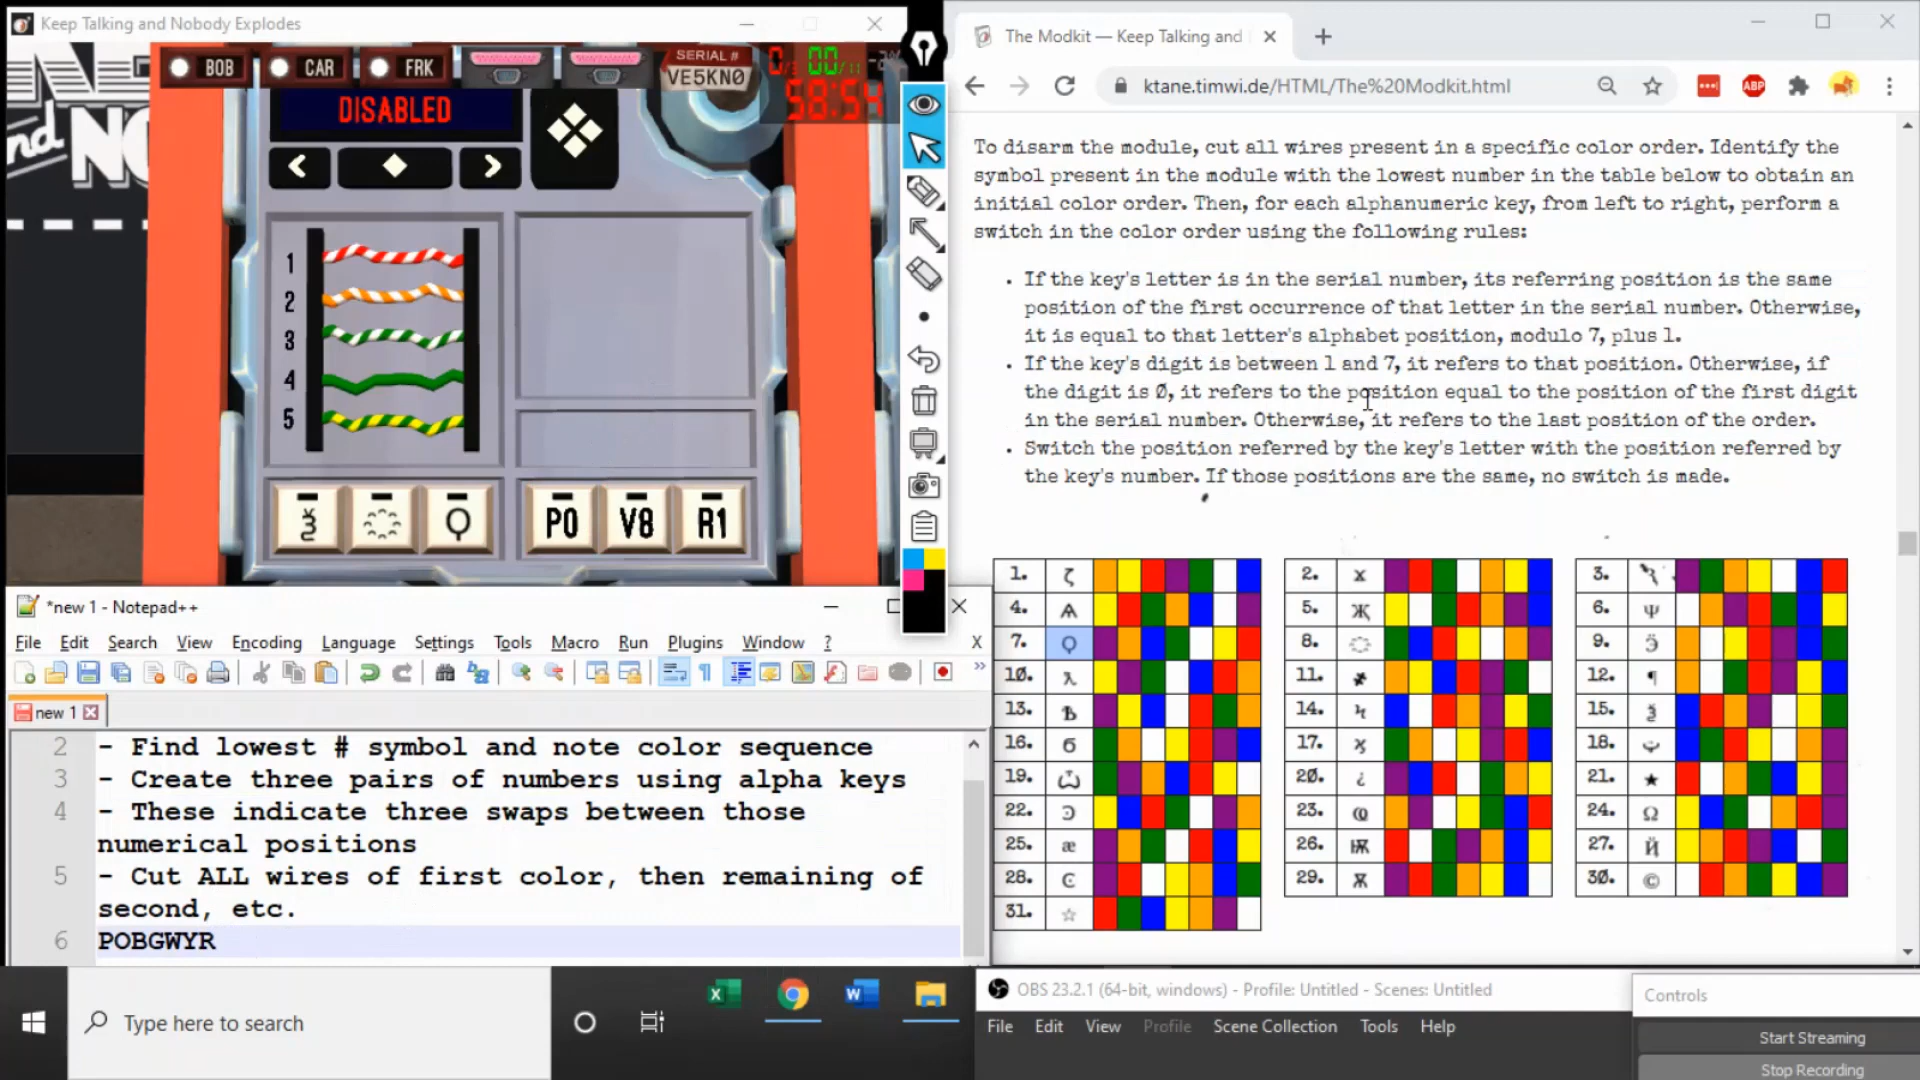 Keep Talking and Nobody Explodes
BOB
CAR
FRK
SERIAL #
VE5KN0
58:54
DISABLED
1
2
3
4
5
P0
V8
R1
The Modkit — Keep Talking and
ktane.timwi.de/HTML/The%20Modkit.html
ABP
To disarm the module, cut all wires present in a specific color order. Identify the
symbol present in the module with the lowest number in the table below to obtain an
initial color order. Then, for each alphanumeric key, from left to right, perform a
switch in the color order using the following rules:
• If the key's letter is in the serial number, its referring position is the same
position of the first occurrence of that letter in the serial number. Otherwise,
it is equal to that letter's alphabet position, modulo 7, plus 1.
• If the key's digit is between 1 and 7, it refers to that position. Otherwise, if
the digit is 0, it refers to the position equal to the position of the first digit
in the serial number. Otherwise, it refers to the last position of the order.
• Switch the position referred by the key's letter with the position referred by
the key's number. If those positions are the same, no switch is made.
1. 2. 3.
4. 5. 6.
7. 8. 9.
10. 11. 12.
13. 14. 15.
16. 17. 18.
19. 20. 21.
22. 23. 24.
25. 26. 27.
28. 29. 30.
31.
*new 1 - Notepad++
File Edit Search View Encoding Language Settings Tools Macro Run Plugins Window ? X
new 1
2 - Find lowest # symbol and note color sequence
3 - Create three pairs of numbers using alpha keys
4 - These indicate three swaps between those
numerical positions
5 - Cut ALL wires of first color, then remaining of
second, etc.
6 POBGWYR
Type here to search
OBS 23.2.1 (64-bit, windows) - Profile: Untitled - Scenes: Untitled
File Edit View Profile Scene Collection Tools Help
Controls
Start Streaming
Stop Recording